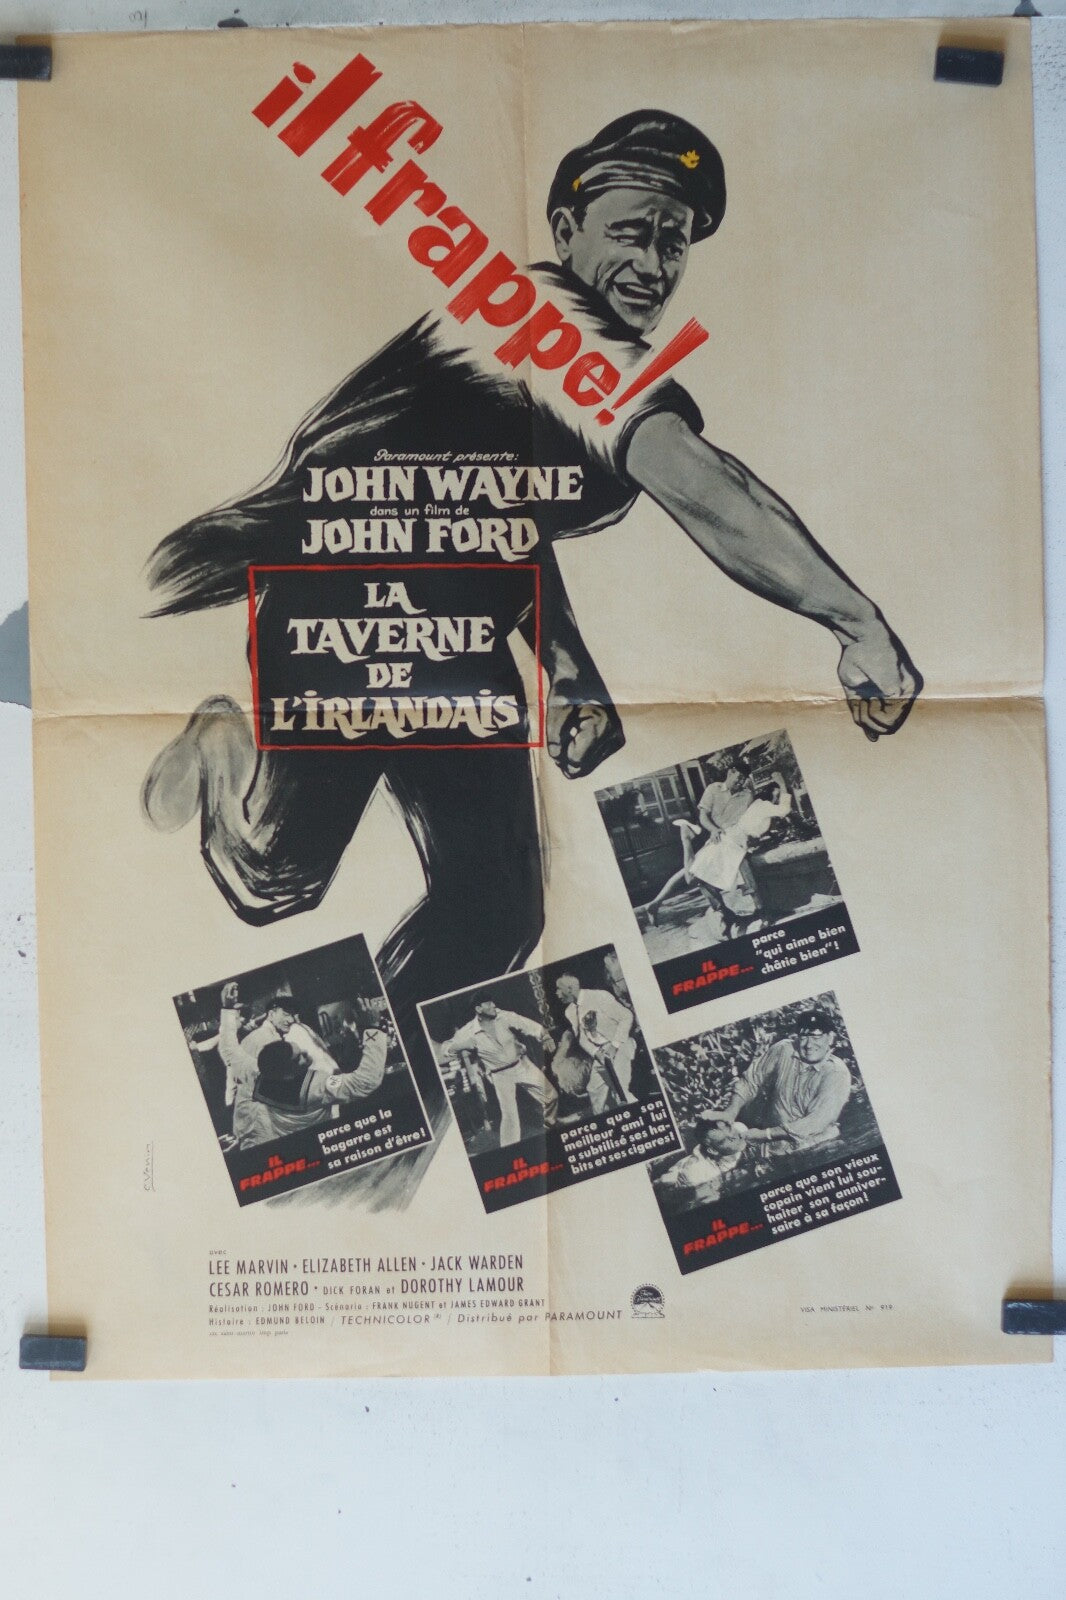 il frappe!
Paramount présente:
JOHN WAYNE
dans un film de
JOHN FORD
LA
TAVERNE
DE
L'IRLANDAIS
parce
"qui aime bien
châtie bien"!
IL
FRAPPE...
parce que la
bagarre est
sa raison d'être!
IL
FRAPPE...
parce que son
meilleur ami lui
a subtilisé ses ha-
bits et ses cigares!
IL
FRAPPE...
parce que son vieux
copain vient lui sou-
haiter son anniver-
saire à sa façon!
IL
FRAPPE...
avec
LEE MARVIN · ELIZABETH ALLEN · JACK WARDEN
CESAR ROMERO · DICK FORAN et DOROTHY LAMOUR
Réalisation : JOHN FORD - Scénario : FRANK NUGENT et JAMES EDWARD GRANT
Histoire : EDMUND BELOIN / TECHNICOLOR (R) / Distribué par PARAMOUNT
VISA MINISTÉRIEL N° 919